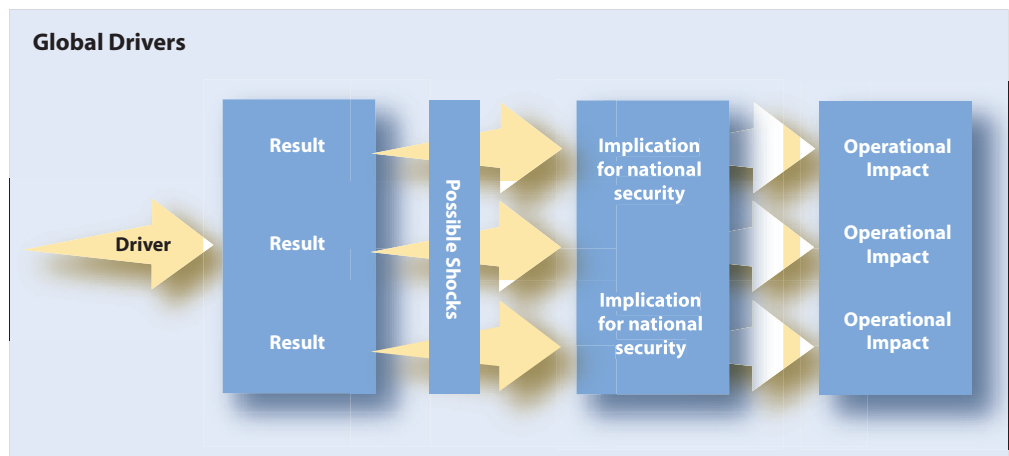 Global Drivers
Driver
Result
Result
Result
Possible Shocks
Implication
for national
security
Implication
for national
security
Operational
Impact
Operational
Impact
Operational
Impact